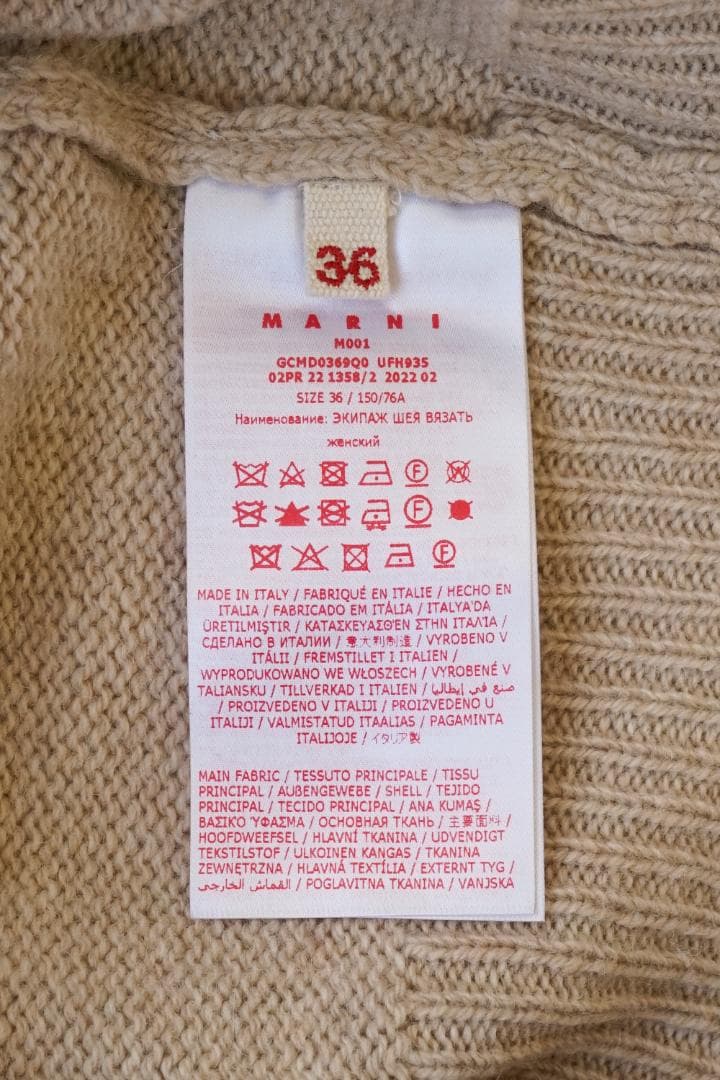 36
MARNI
M001
GCMD0369Q0 UFH935
02PR 22 1358/2 2022 02
SIZE 36 / 150/76A
Наименование: ЭКИПАЖ ШЕЯ ВЯЗАТЬ
женский
F W
F
F
MADE IN ITALY / FABRIQUÉ EN ITALIE / HECHO EN
ITALIA / FABRICADO EM ITÁLIA / ITALYA'DA
ÜRETILMIŞTIR / ΚΑΤΑΣΚΕΥΑΣΘ'ΕΝ ΣΤΗΝ ΙΤΑΛ'ΙΑ /
СДЕЛАНО В ИТАЛИИ / 意大利制造 / VYROBENO V
ITÁLII / FREMSTILLET I ITALIEN /
WYPRODUKOWANO WE WŁOSZECH / VYROBENÉ V
TALIANSKU / TILLVERKAD I ITALIEN / صنع في إيطاليا
/ PROIZVEDENO V ITALIJI / PROIZVEDENO U
ITALIJI / VALMISTATUD ITAALIAS / PAGAMINTA
ITALIJOJE / イタリア製
MAIN FABRIC / TESSUTO PRINCIPALE / TISSU
PRINCIPAL / AUßENGEWEBE / SHELL / TEJIDO
PRINCIPAL / TECIDO PRINCIPAL / ANA KUMAŞ /
ΒΑΣΙΚ'Ο 'ΥΦΑΣΜΑ / ОСНОВНАЯ ТКАНЬ / 主要面料 /
HOOFDWEEFSEL / HLAVNÍ TKANINA / UDVENDIGT
TEKSTILSTOF / ULKOINEN KANGAS / TKANINA
ZEWNĘTRZNA / HLAVNÁ TEXTÍLIA / EXTERNT TYG /
القماش الخارجي / POGLAVITNA TKANINA / VANJSKA